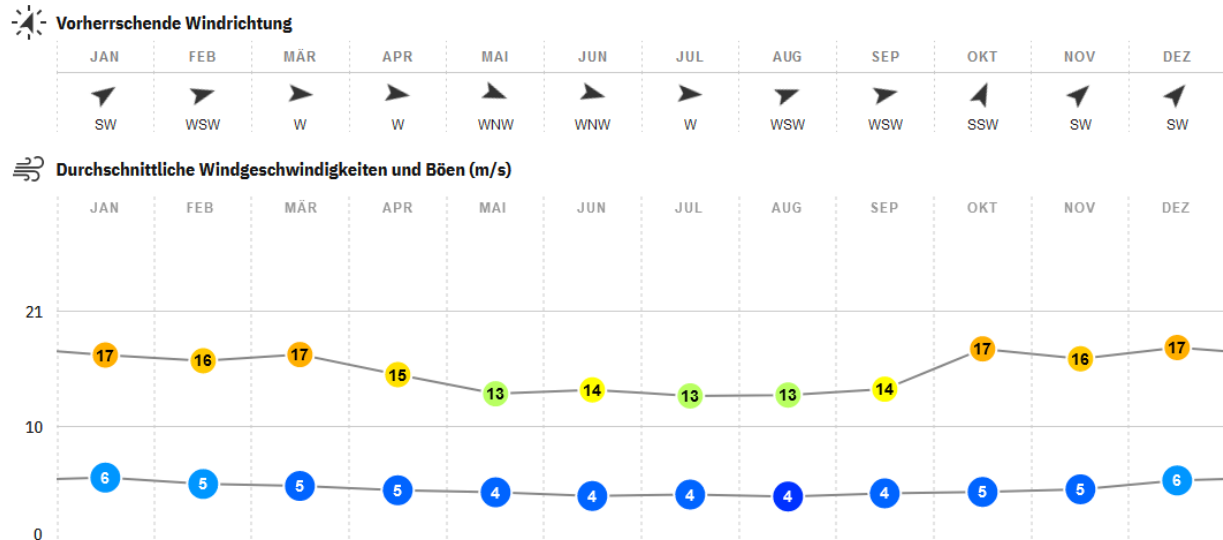 Vorherrschende Windrichtung
JAN FEB MÄR APR MAI JUN JUL AUG SEP OKT NOV DEZ
SW WSW W W WNW WNW W WSW WSW SSW SW SW
Durchschnittliche Windgeschwindigkeiten und Böen (m/s)
JAN FEB MÄR APR MAI JUN JUL AUG SEP OKT NOV DEZ
21
17 16 17 15 13 14 13 13 14 17 16 17
10
6 5 5 5 4 4 4 4 4 5 5 6
0